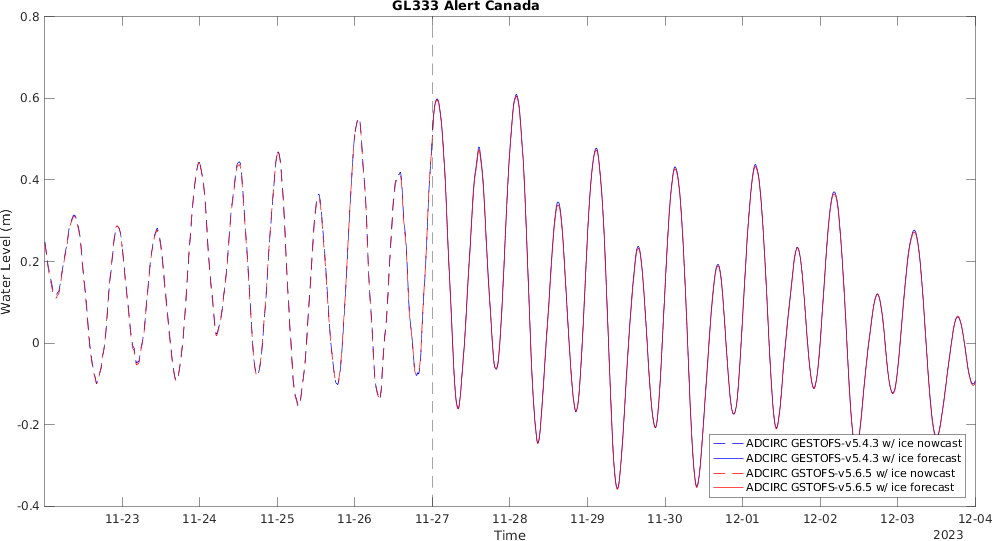 GL333 Alert Canada
0.8
0.6
0.4
0.2
0
-0.2
-0.4
Water Level (m)
ADCIRC GESTOFS-v5.4.3 w/ ice nowcast
ADCIRC GESTOFS-v5.4.3 w/ ice forecast
ADCIRC GSTOFS-v5.6.5 w/ ice nowcast
ADCIRC GSTOFS-v5.6.5 w/ ice forecast
11-23 11-24 11-25 11-26 11-27 11-28 11-29 11-30 12-01 12-02 12-03 12-04
Time
2023